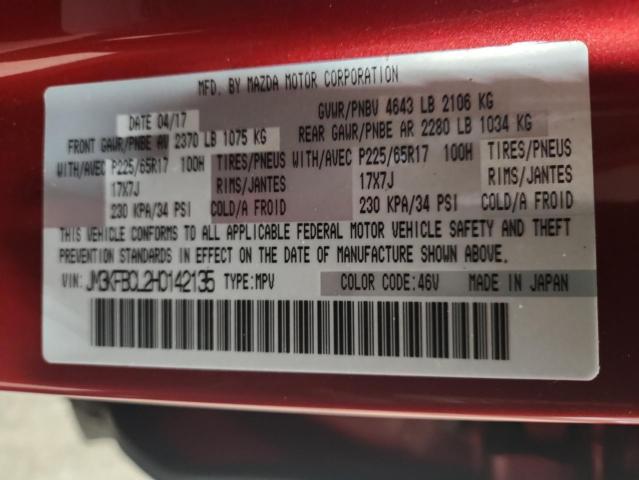 MFD. BY MAZDA MOTOR CORPORATION
DATE 04/17 GVWR/PNBV 4643 LB 2106 KG
FRONT GAWR/PNBE AV 2370 LB 1075 KG REAR GAWR/PNBE AR 2280 LB 1034 KG
WITH/AVEC P225/65R17 100H TIRES/PNEUS WITH/AVEC P225/65R17 100H TIRES/PNEUS
17X7J RIMS/JANTES 17X7J RIMS/JANTES
230 KPA/34 PSI COLD/A FROID 230 KPA/34 PSI COLD/A FROID
THIS VEHICLE CONFORMS TO ALL APPLICABLE FEDERAL MOTOR VEHICLE SAFETY AND THEFT
PREVENTION STANDARDS IN EFFECT ON THE DATE OF MANUFACTURE SHOWN ABOVE.
VIN: JM3KFBCL2H0142135 TYPE:MPV COLOR CODE:46V MADE IN JAPAN